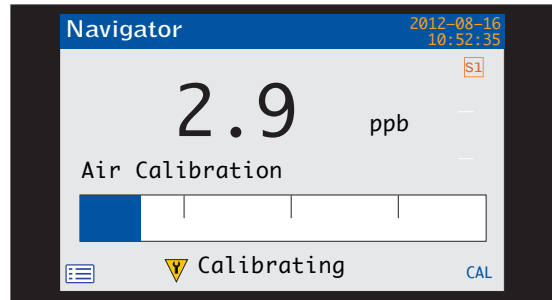 Navigator 2012-08-16
10:52:35
S1
2.9 ppb
Air Calibration
Calibrating
CAL